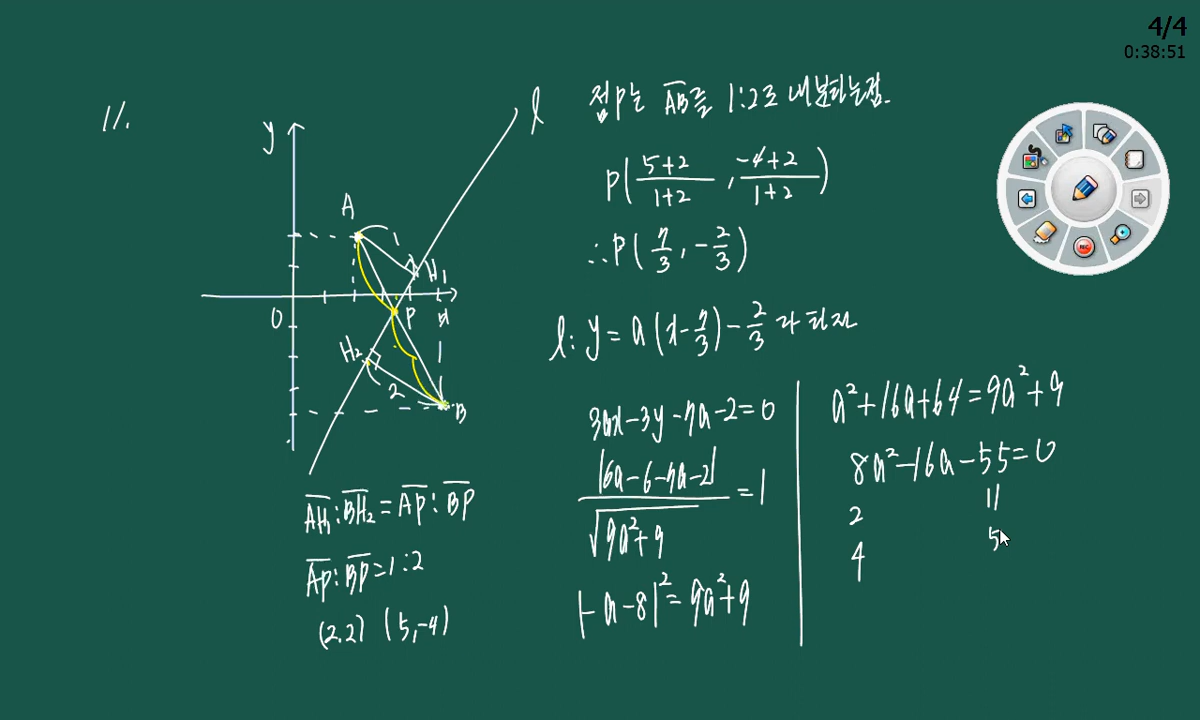 4/4
0:38:51
11.
y
l
A
1
H₁
O
P
H₂
2
B
AH₁:BH₂=AP:BP
AP:BP=1:2
(2.2) (5,-4)
점P는 AB를 1:2로 내분하는점.
P(5+2/1+2, -4+2/1+2)
∴P(7/3, -2/3)
l: y=a(x-7/3)-2/3 라 하자
3ax-3y-7a-2=0
|6a-6-7a-2|/√9a²+9=1
|-a-8|²=9a²+9
a²+16a+64=9a²+9
8a²-16a-55=0
2 11
4 5
REC